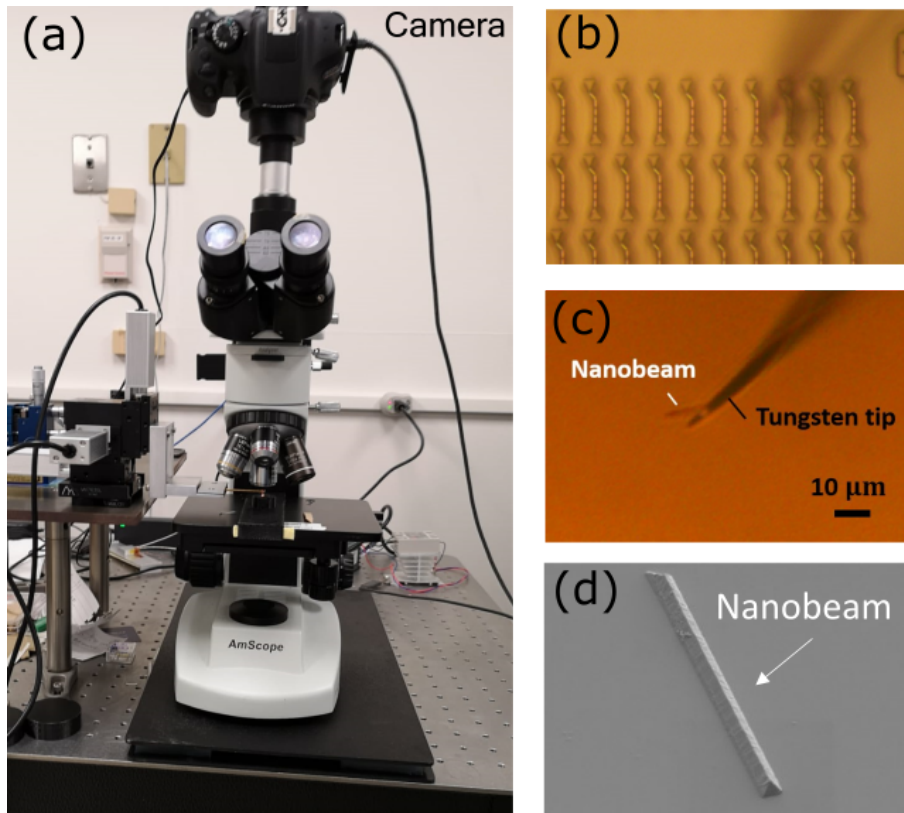 (a)
Camera
AmScope
(b)
(c)
Nanobeam
Tungsten tip
10 μm
(d)
Nanobeam